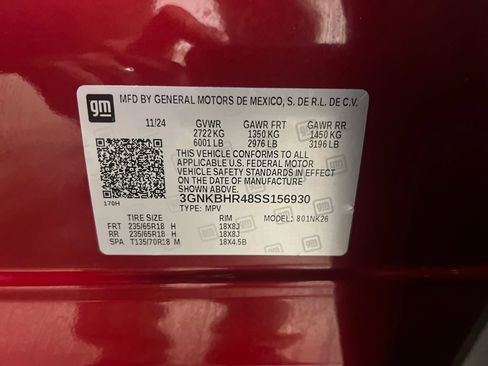 gm
MFD BY GENERAL MOTORS DE MEXICO, S. DE R.L. DE C.V.
11/24 GVWR GAWR FRT GAWR RR
2722 KG 1350 KG 1450 KG
6001 LB 2976 LB 3196 LB
THIS VEHICLE CONFORMS TO ALL
APPLICABLE U.S. FEDERAL MOTOR
VEHICLE SAFETY STANDARDS IN EFFECT
ON THE DATE OF MANUFACTURE
SHOWN ABOVE.
3GNKBHR48SS156930
170H TYPE: MPV
TIRE SIZE RIM MODEL: 801NK26
FRT 235/65R18 H 18X8J
RR 235/65R18 H 18X8J
SPA T135/70R18 M 18X4.5B